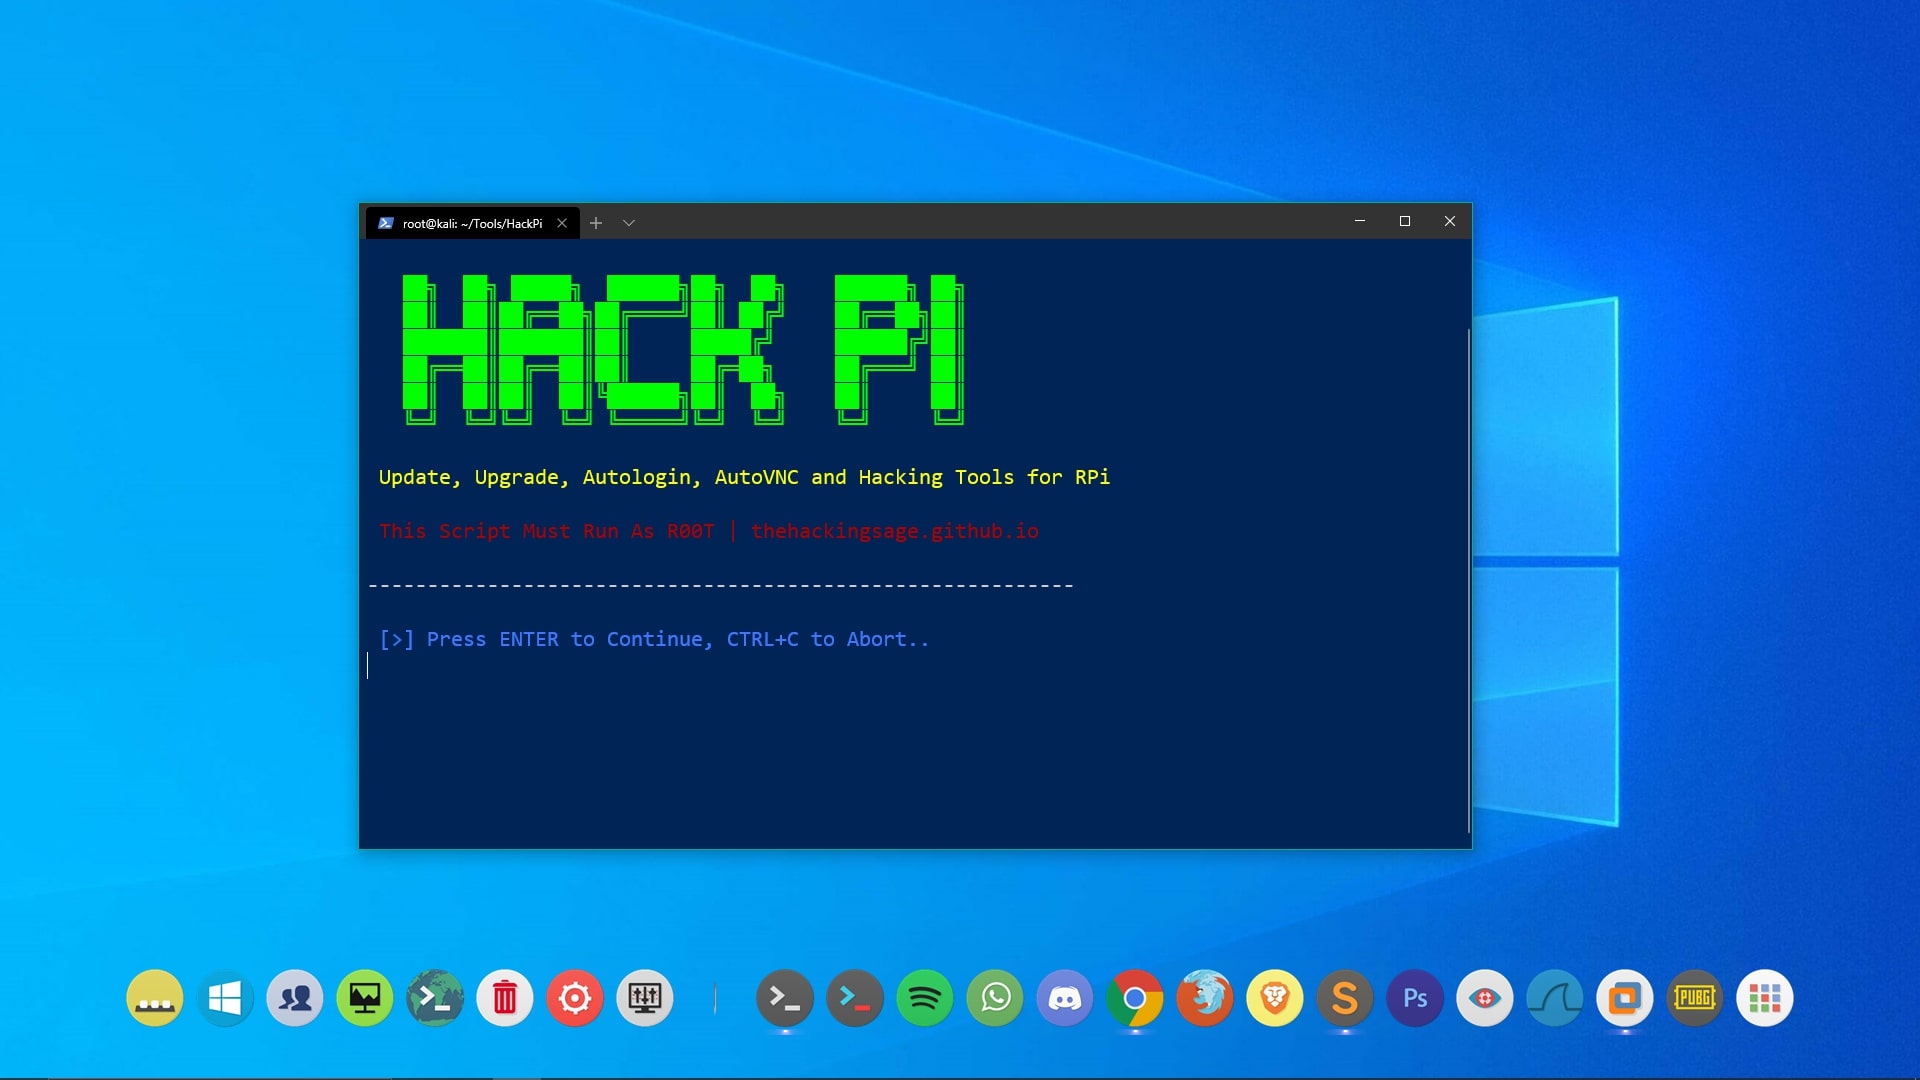 root@kali: ~/Tools/HackPi
HACK PI
Update, Upgrade, Autologin, AutoVNC and Hacking Tools for RPi
This Script Must Run As R00T | thehackingsage.github.io
-----------------------------------------------------------
[>] Press ENTER to Continue, CTRL+C to Abort..
S
Ps
PUBG